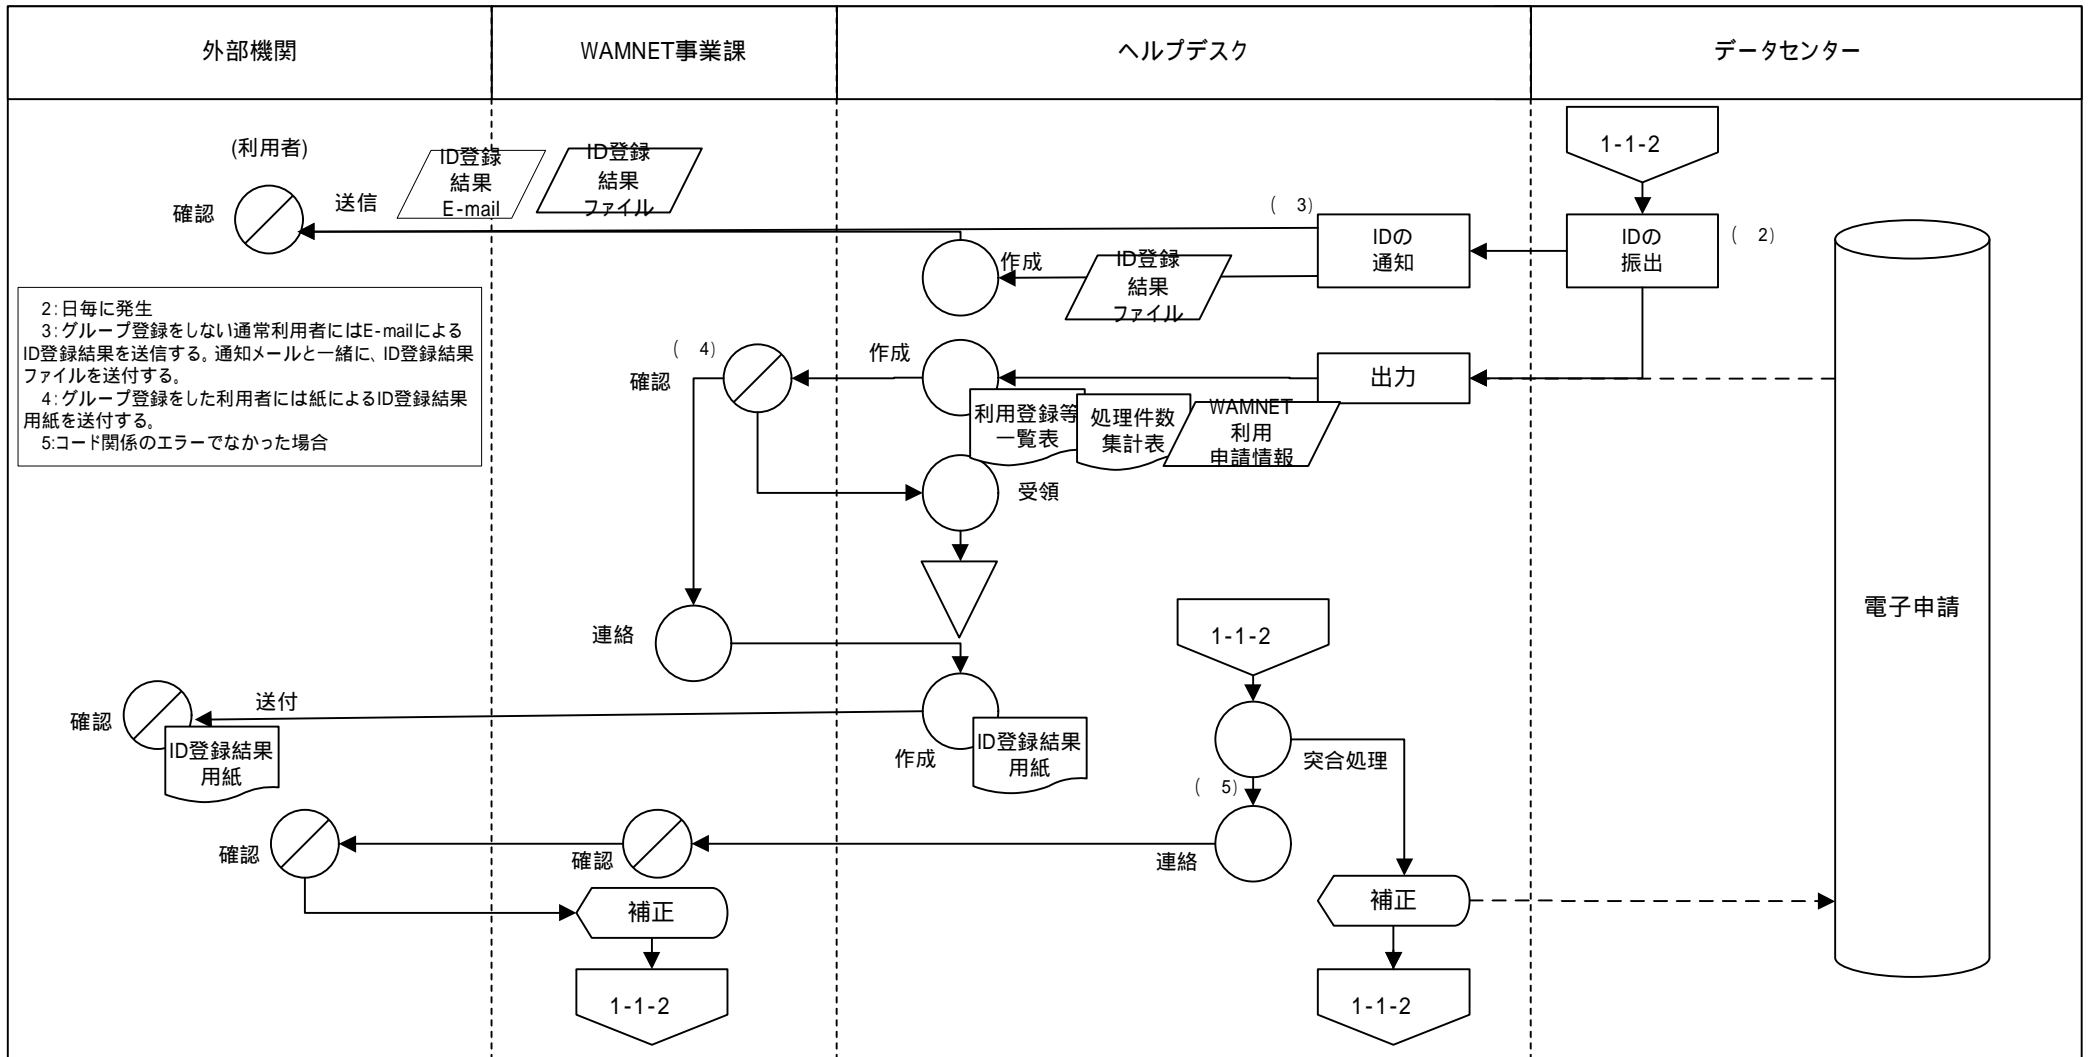 外部機関
WAMNET事業課
ヘルプデスク
データセンター
1-1-2
(利用者)
ID登録
結果
E-mail
ID登録
結果
ファイル
送信
確認
(　3)
IDの
通知
IDの
振出
(　2)
作成
ID登録
結果
ファイル
2:日毎に発生
3:グループ登録をしない通常利用者にはE-mailによる
ID登録結果を送信する。通知メールと一緒に、ID登録結果
ファイルを送付する。
4:グループ登録をした利用者には紙によるID登録結果
用紙を送付する。
5:コード関係のエラーでなかった場合
(　4)
確認
作成
出力
利用登録等
一覧表
処理件数
集計表
WAMNET
利用
申請情報
受領
電子申請
連絡
1-1-2
送付
確認
ID登録結果
用紙
作成
ID登録結果
用紙
突合処理
(　5)
確認
確認
連絡
補正
補正
1-1-2
1-1-2